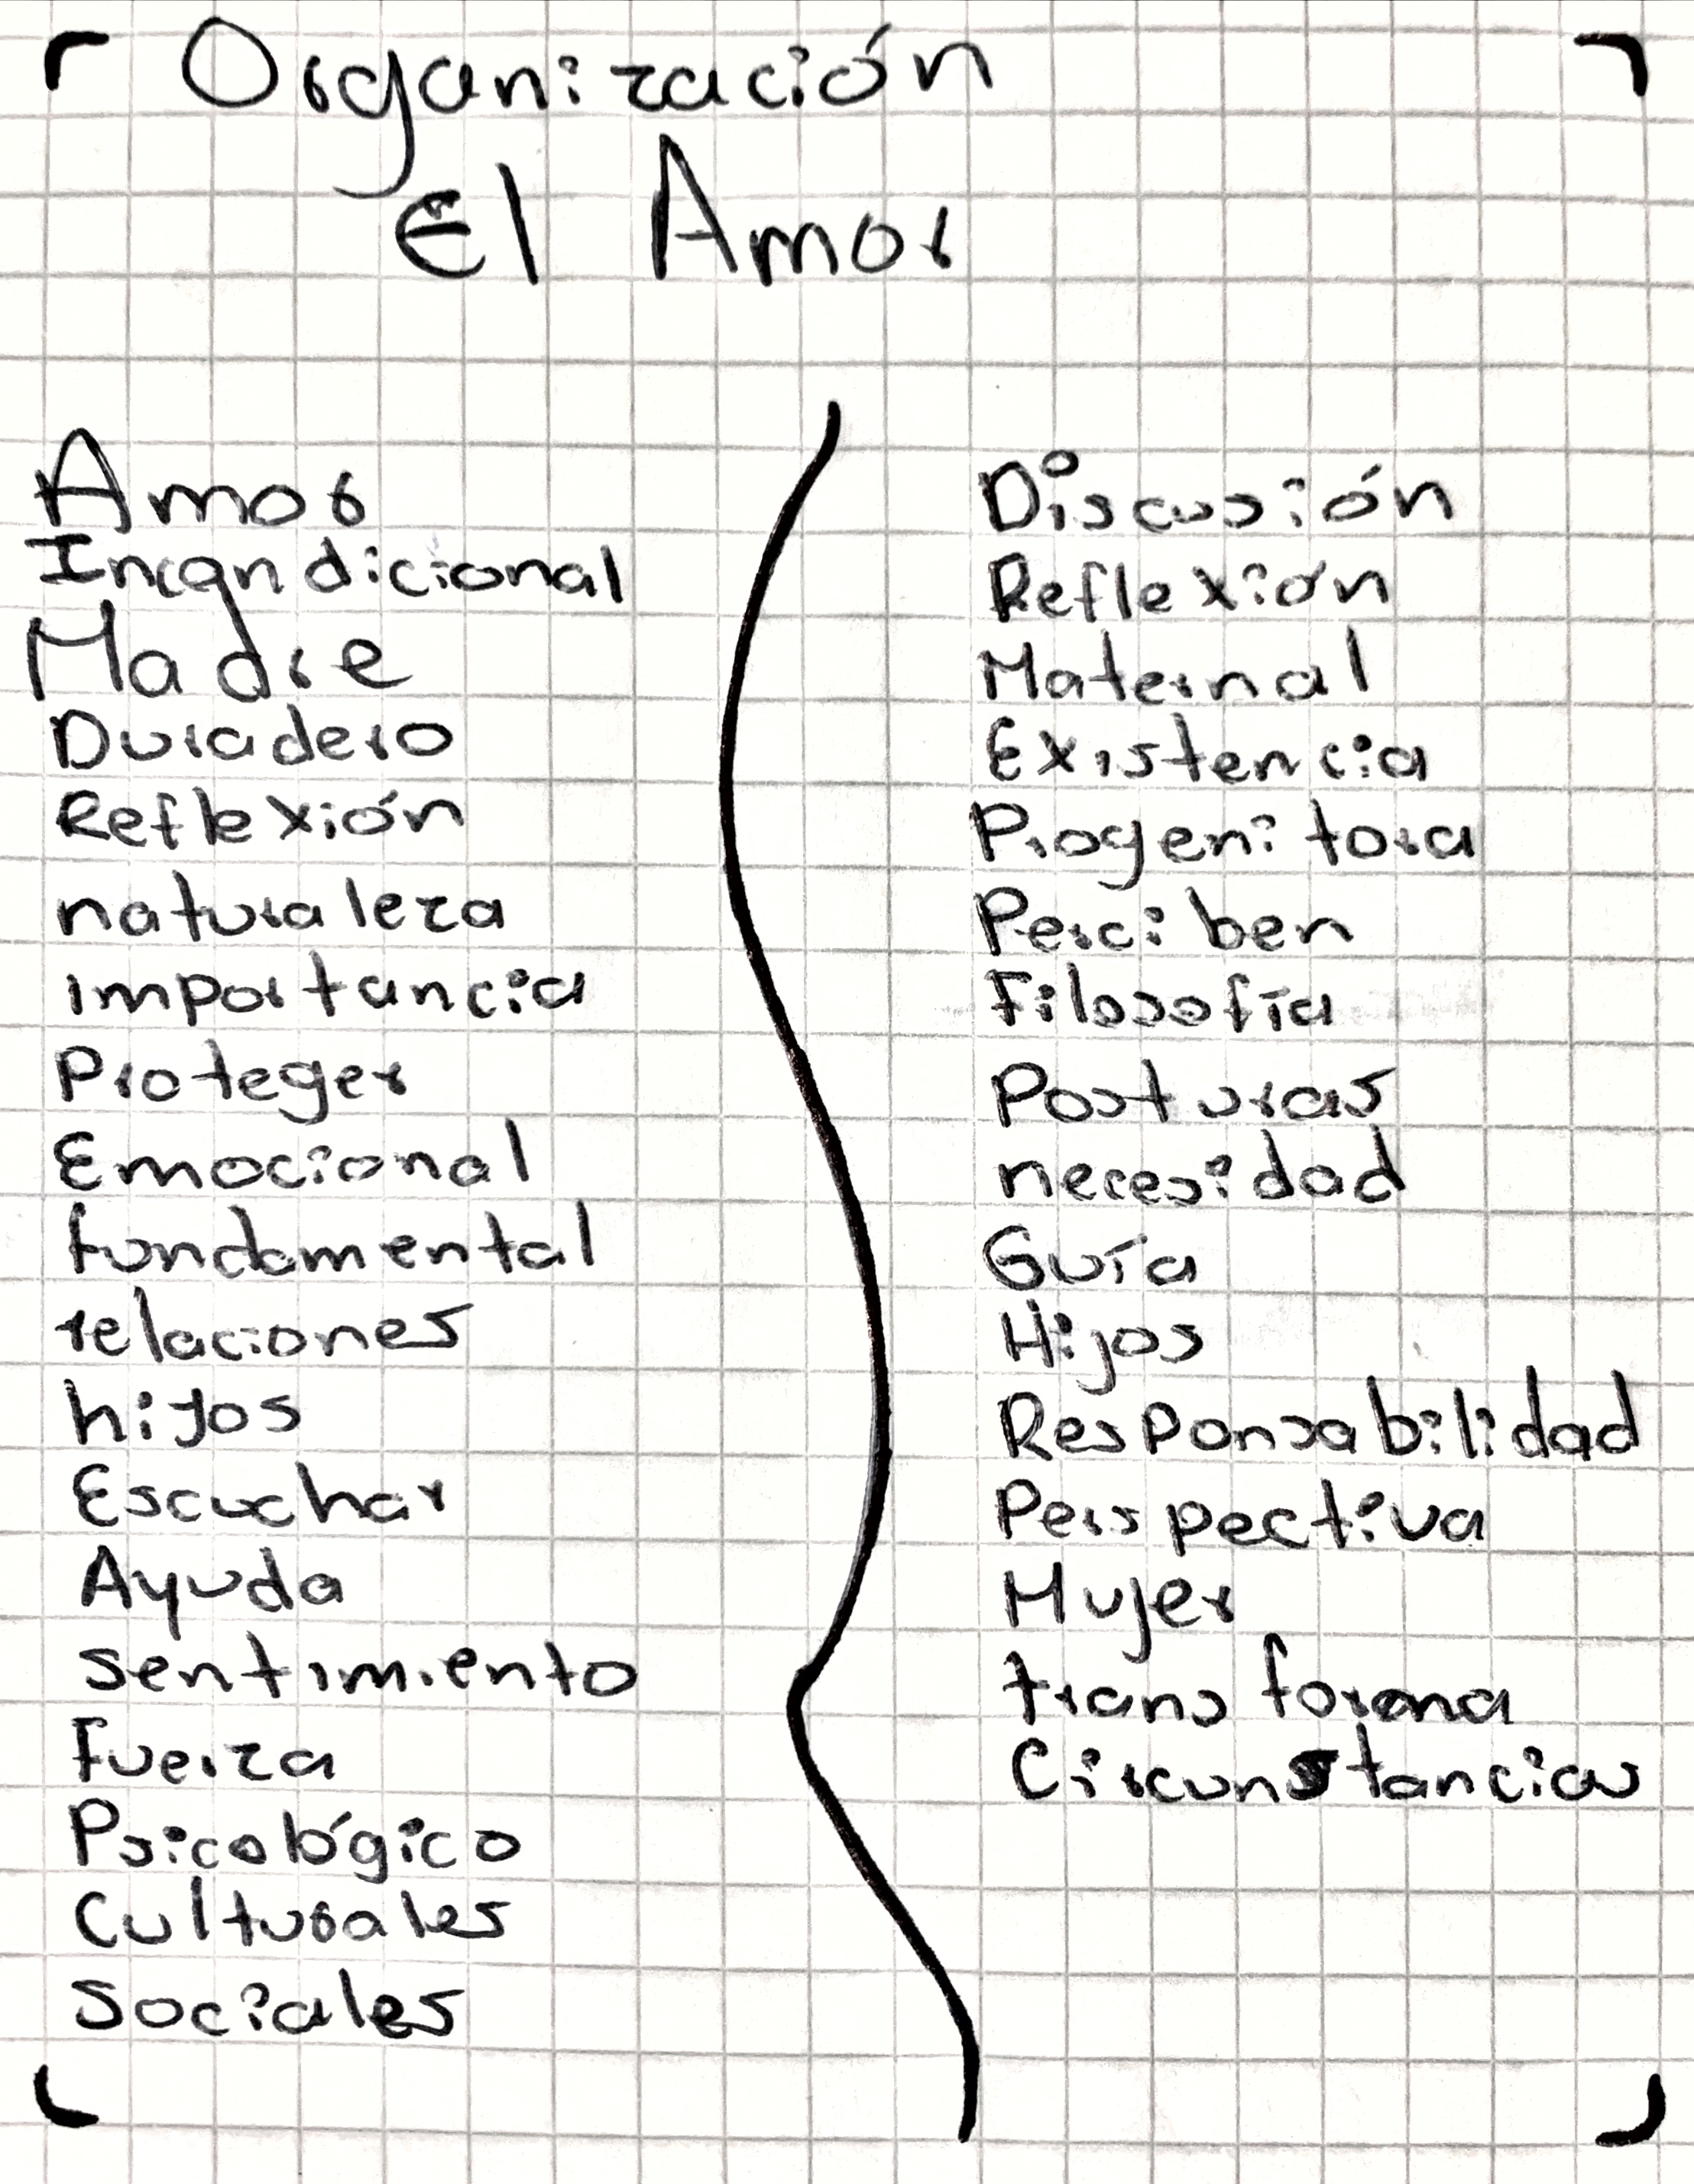 Organización
El Amor
Amor
Incondicional
Madre
Duradero
Reflexión
naturaleza
importancia
Proteger
Emocional
fundamental
relaciones
hijos
Escuchar
Ayuda
sentimiento
Fuerza
Psicológico
Culturales
Sociales
Discusión
Reflexión
Maternal
Existencia
Progenitora
Perciben
Filosofía
Posturas
necesidad
Guía
Hijos
Responsabilidad
Perspectiva
Mujer
transforma
Circunstancias